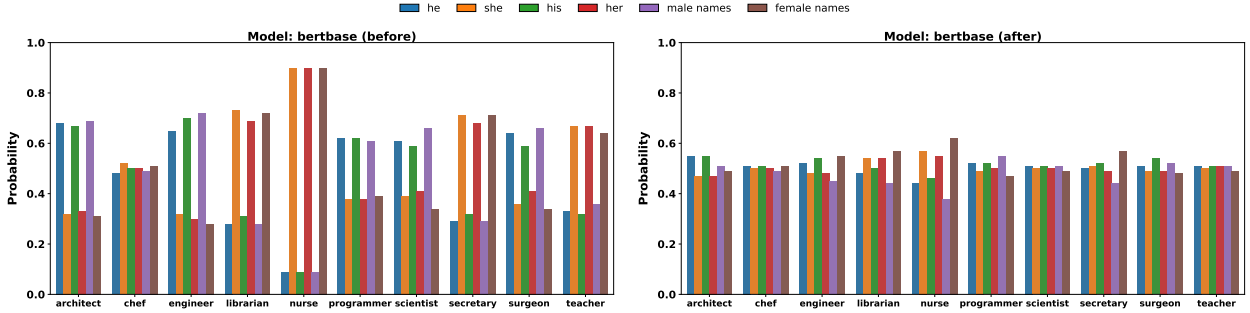 he she his her male names female names
Model: bertbase (before)
Probability
1.0
0.8
0.6
0.4
0.2
0.0
architect chef engineer librarian nurse programmer scientist secretary surgeon teacher
Model: bertbase (after)
Probability
1.0
0.8
0.6
0.4
0.2
0.0
architect chef engineer librarian nurse programmer scientist secretary surgeon teacher